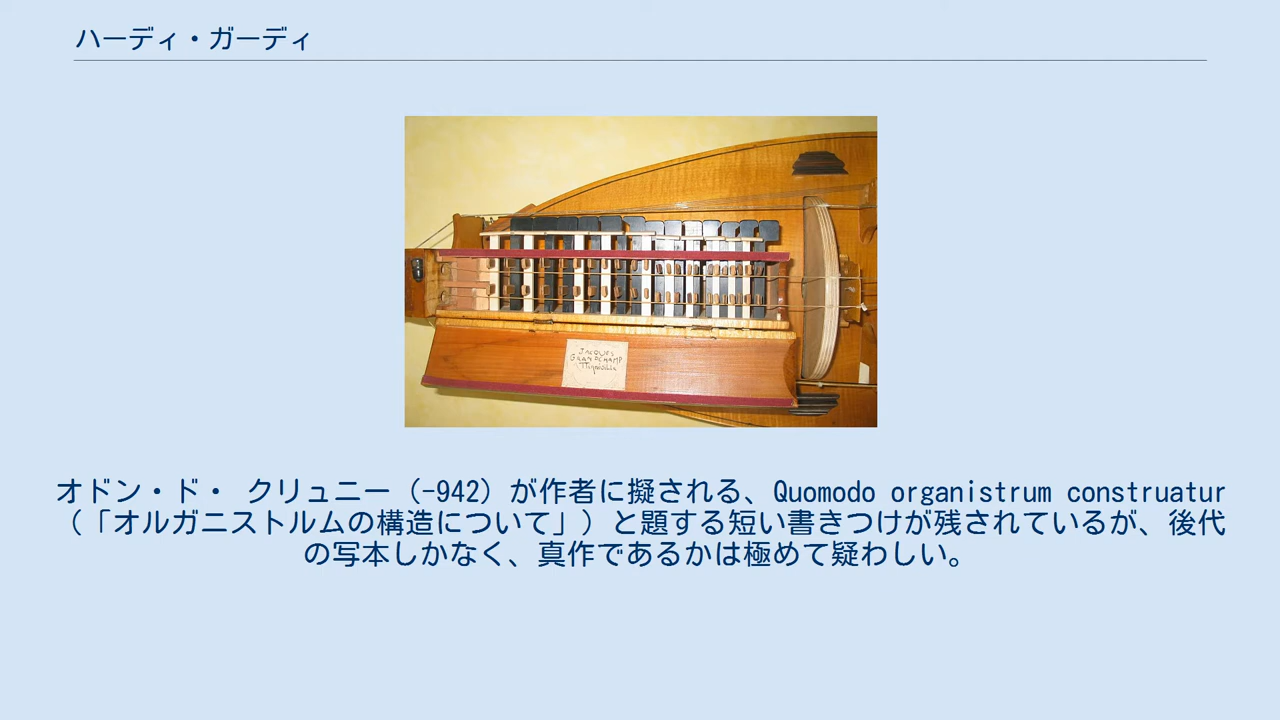 ハーディ・ガーディ
JACQUES
GRANDCHAMP
オドン・ド・ クリュニー（-942）が作者に擬される、Quomodo organistrum construatur
（「オルガニストルムの構造について」）と題する短い書きつけが残されているが、後代
の写本しかなく、真作であるかは極めて疑わしい。